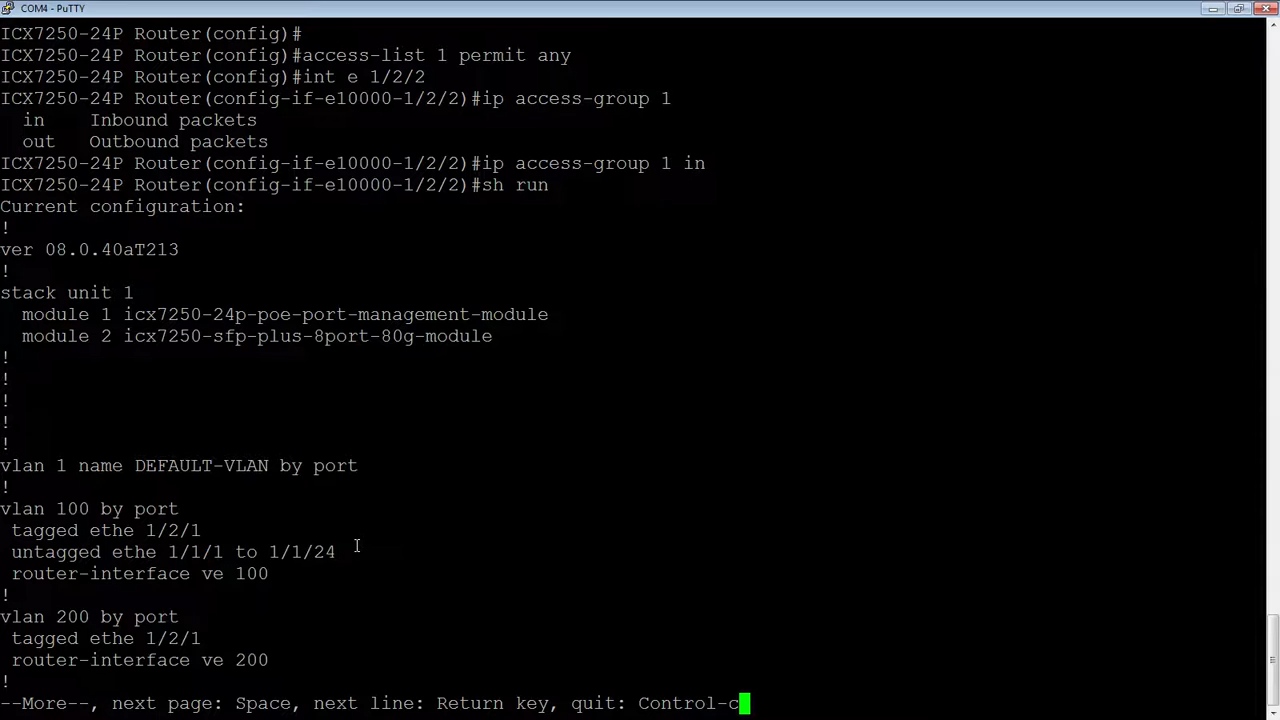 COM4 - PuTTY
ICX7250-24P Router(config)#
ICX7250-24P Router(config)#access-list 1 permit any
ICX7250-24P Router(config)#int e 1/2/2
ICX7250-24P Router(config-if-e10000-1/2/2)#ip access-group 1
  in    Inbound packets
  out   Outbound packets
ICX7250-24P Router(config-if-e10000-1/2/2)#ip access-group 1 in
ICX7250-24P Router(config-if-e10000-1/2/2)#sh run
Current configuration:
!
ver 08.0.40aT213
!
stack unit 1
  module 1 icx7250-24p-poe-port-management-module
  module 2 icx7250-sfp-plus-8port-80g-module
!
!
!
!
!
vlan 1 name DEFAULT-VLAN by port
!
vlan 100 by port
 tagged ethe 1/2/1
 untagged ethe 1/1/1 to 1/1/24
 router-interface ve 100
!
vlan 200 by port
 tagged ethe 1/2/1
 router-interface ve 200
!
--More--, next page: Space, next line: Return key, quit: Control-c